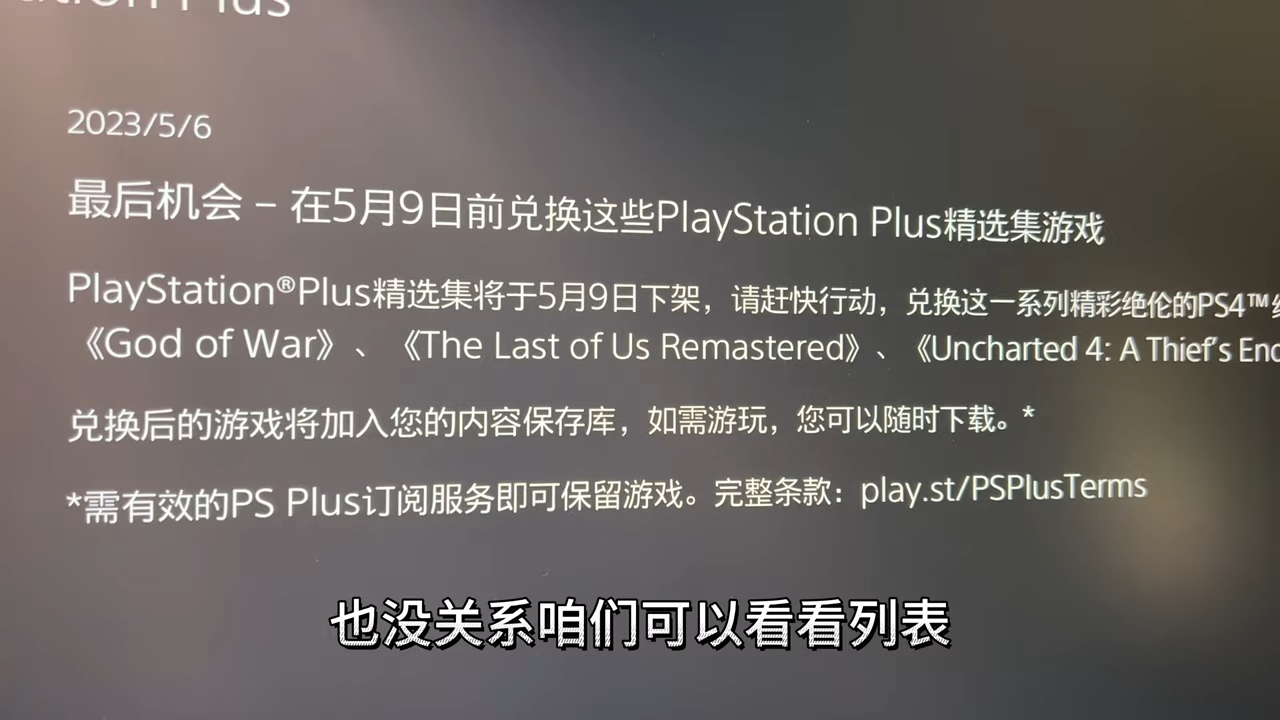 Plus
2023/5/6
最后机会 – 在5月9日前兑换这些PlayStation Plus精选集游戏
PlayStation®Plus精选集将于5月9日下架，请赶快行动，兑换这一系列精彩绝伦的PS4™
《God of War》、《The Last of Us Remastered》、《Uncharted 4: A Thief's
兑换后的游戏将加入您的内容保存库，如需游玩，您可以随时下载。*
*需有效的PS Plus订阅服务即可保留游戏。完整条款：play.st/PSPlusTerms
也没关系咱们可以看看列表